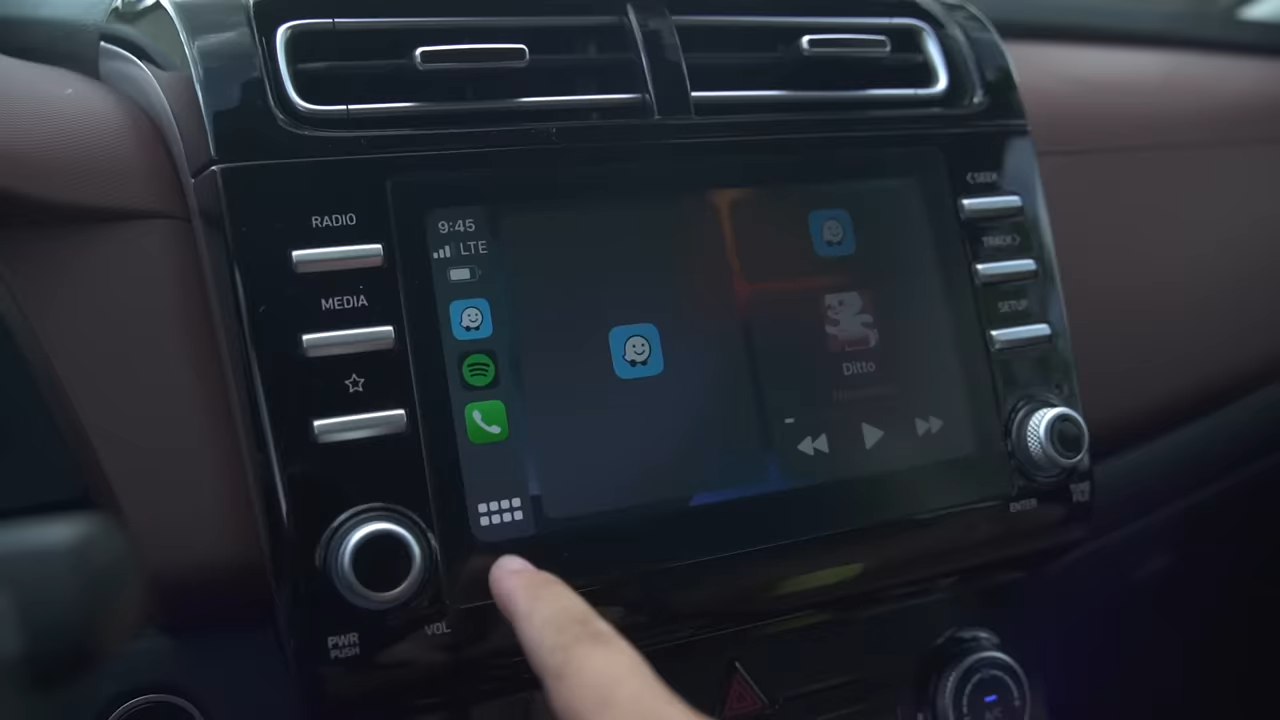 RADIO
MEDIA
PWR
PUSH
VOL
9:45
LTE
Ditto
SEEK
TRACK
SETUP
ENTER